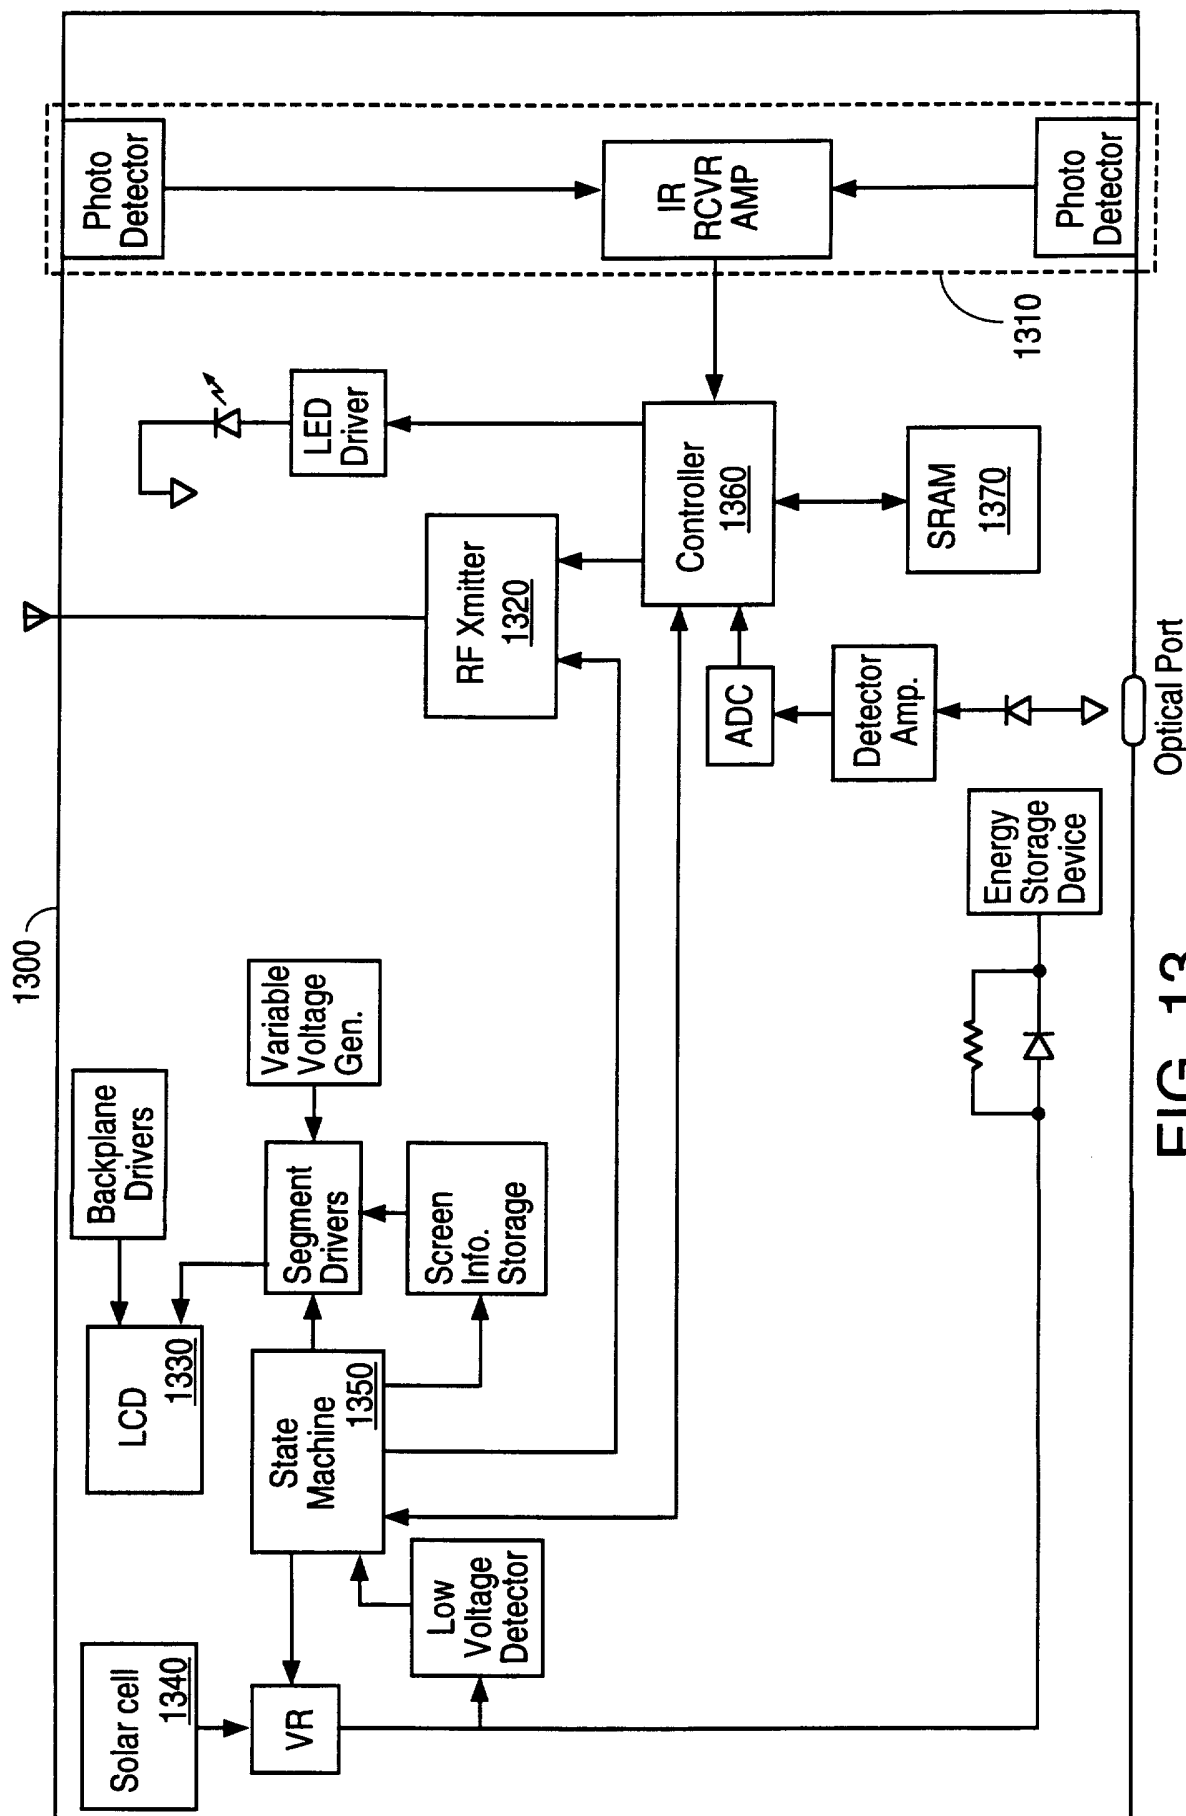 1300
Solar cell
1340
VR
LCD
1330
Backplane
Drivers
State
Machine
1350
Segment
Drivers
Variable
Voltage
Gen.
Screen
Info.
Storage
Low
Voltage
Detector
RF Xmitter
1320
LED
Driver
Photo
Detector
IR
RCVR
AMP
Photo
Detector
1310
Controller
1360
SRAM
1370
ADC
Detector
Amp.
Energy
Storage
Device
Optical Port
FIG. 13